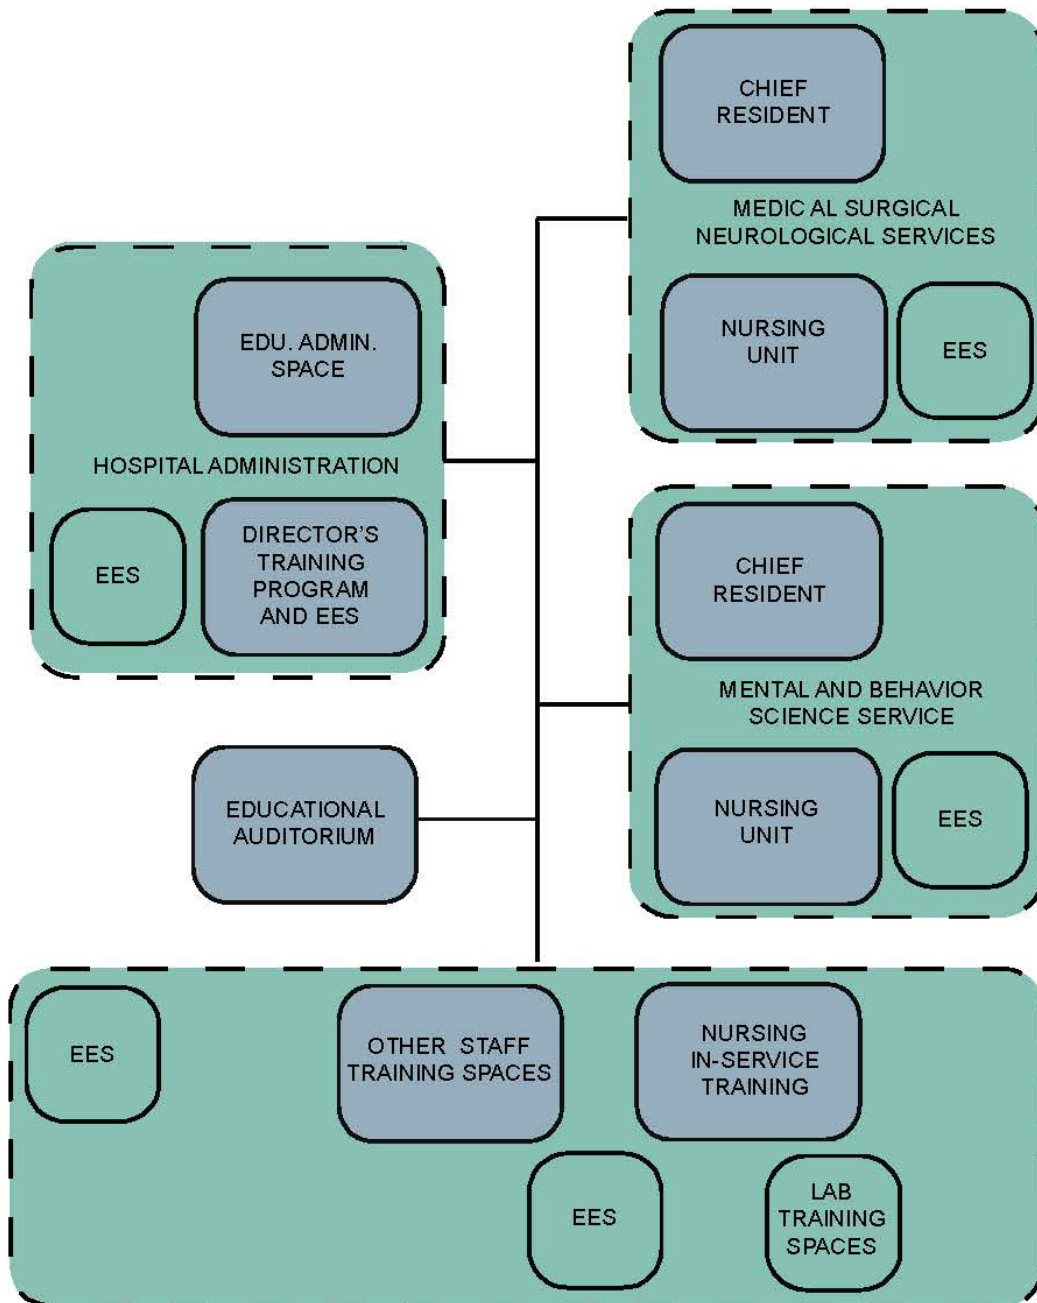 CHIEF
RESIDENT
MEDICAL SURGICAL
NEUROLOGICAL SERVICES
NURSING
UNIT
EES
EDU. ADMIN.
SPACE
HOSPITAL ADMINISTRATION
EES
DIRECTOR'S
TRAINING
PROGRAM
AND EES
CHIEF
RESIDENT
MENTAL AND BEHAVIOR
SCIENCE SERVICE
NURSING
UNIT
EES
EDUCATIONAL
AUDITORIUM
EES
OTHER STAFF
TRAINING SPACES
NURSING
IN-SERVICE
TRAINING
EES
LAB
TRAINING
SPACES